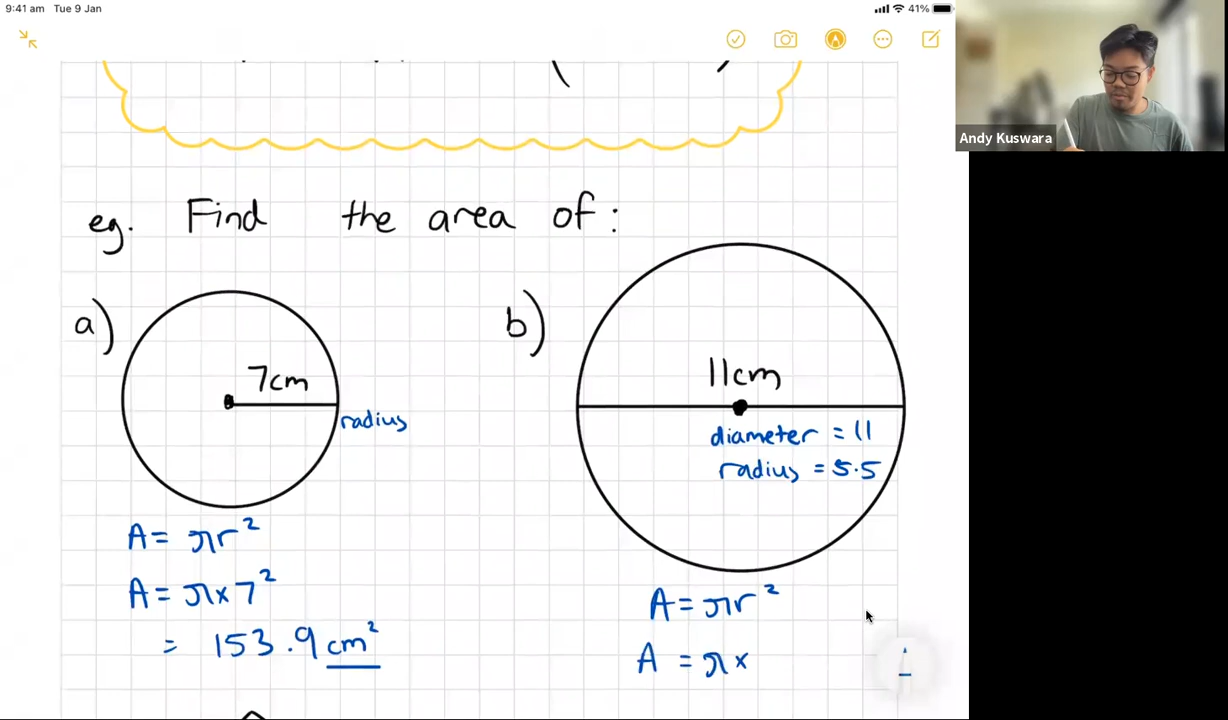 9:41 am Tue 9 Jan
41%
Andy Kuswara
eg. Find the area of:
a)
7cm
radius
A = πr²
A = π×7²
= 153.9 cm²
b)
11cm
diameter = 11
radius = 5.5
A = πr²
A = π×